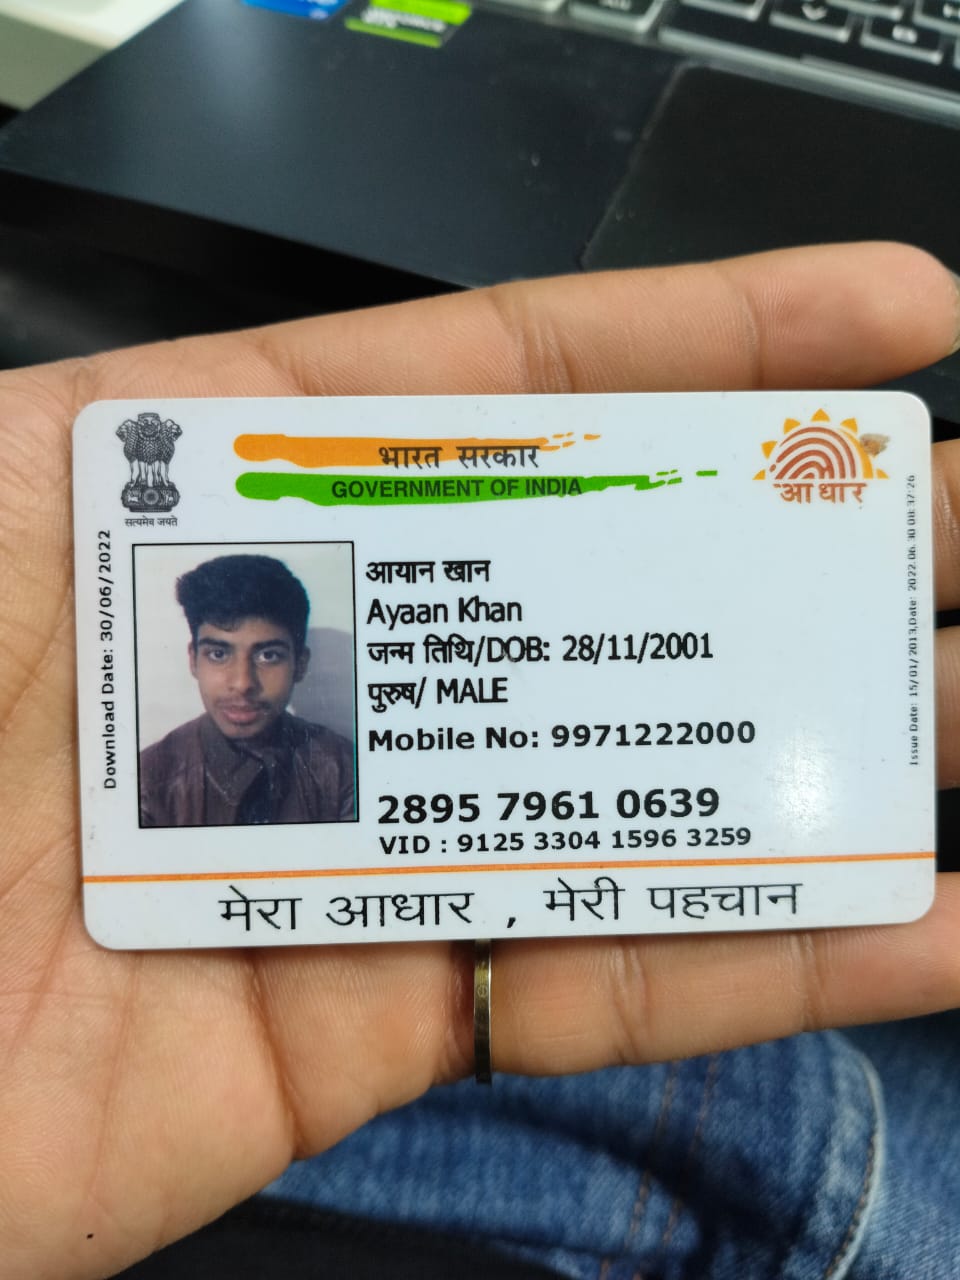 भारत सरकार
GOVERNMENT OF INDIA
सत्यमेव जयते
आधार
Download Date: 30/06/2022
आयान खान
Ayaan Khan
जन्म तिथि/DOB: 28/11/2001
पुरुष/ MALE
Mobile No: 9971222000
2895 7961 0639
VID : 9125 3304 1596 3259
मेरा आधार , मेरी पहचान
Issue Date: 15/01/2013,Date: 2022.06.30 08:37:26